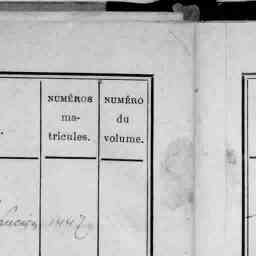 NUMÉROS
ma-
tricules.
NUMÉRO
du
volume.
1447